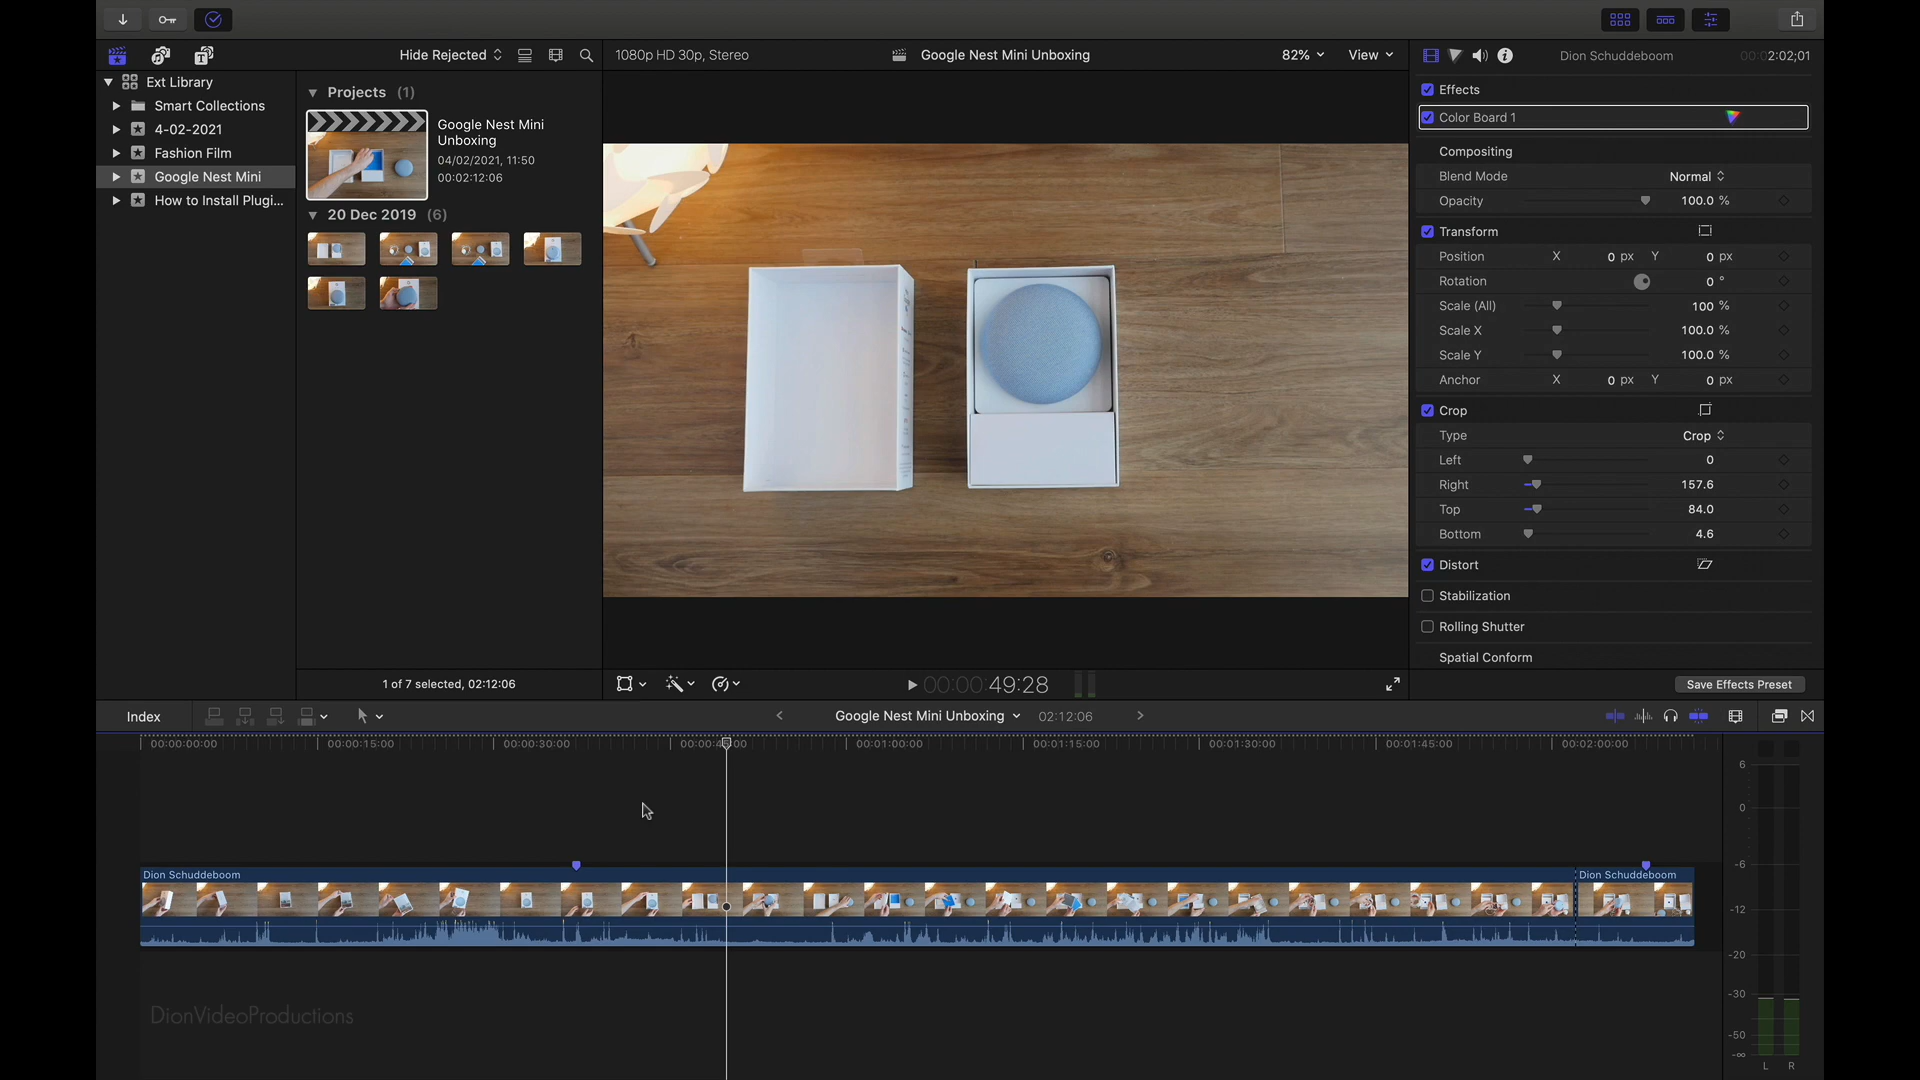 Hide Rejected
1080p HD 30p, Stereo
Google Nest Mini Unboxing
82%
View
Dion Schuddeboom
00:00:02:02;01
Ext Library
Smart Collections
4-02-2021
Fashion Film
Google Nest Mini
How to Install Plugi...
Projects (1)
Google Nest Mini
Unboxing
04/02/2021, 11:50
00:02:12:06
20 Dec 2019 (6)
1 of 7 selected, 02:12:06
00:00:49:28
Effects
Color Board 1
Compositing
Blend Mode Normal
Opacity 100.0 %
Transform
Position X 0 px Y 0 px
Rotation 0 °
Scale (All) 100 %
Scale X 100.0 %
Scale Y 100.0 %
Anchor X 0 px Y 0 px
Crop
Type Crop
Left 0
Right 157.6
Top 84.0
Bottom 4.6
Distort
Stabilization
Rolling Shutter
Spatial Conform
Save Effects Preset
Index
Google Nest Mini Unboxing
02:12:06
00:00:00:00 00:00:15:00 00:00:30:00 00:01:00:00 00:01:15:00 00:01:30:00 00:01:45:00 00:02:00:00
Dion Schuddeboom
Dion Schuddeboom
6
0
-6
-12
-20
-30
-50
-∞
L R
DionVideoProductions